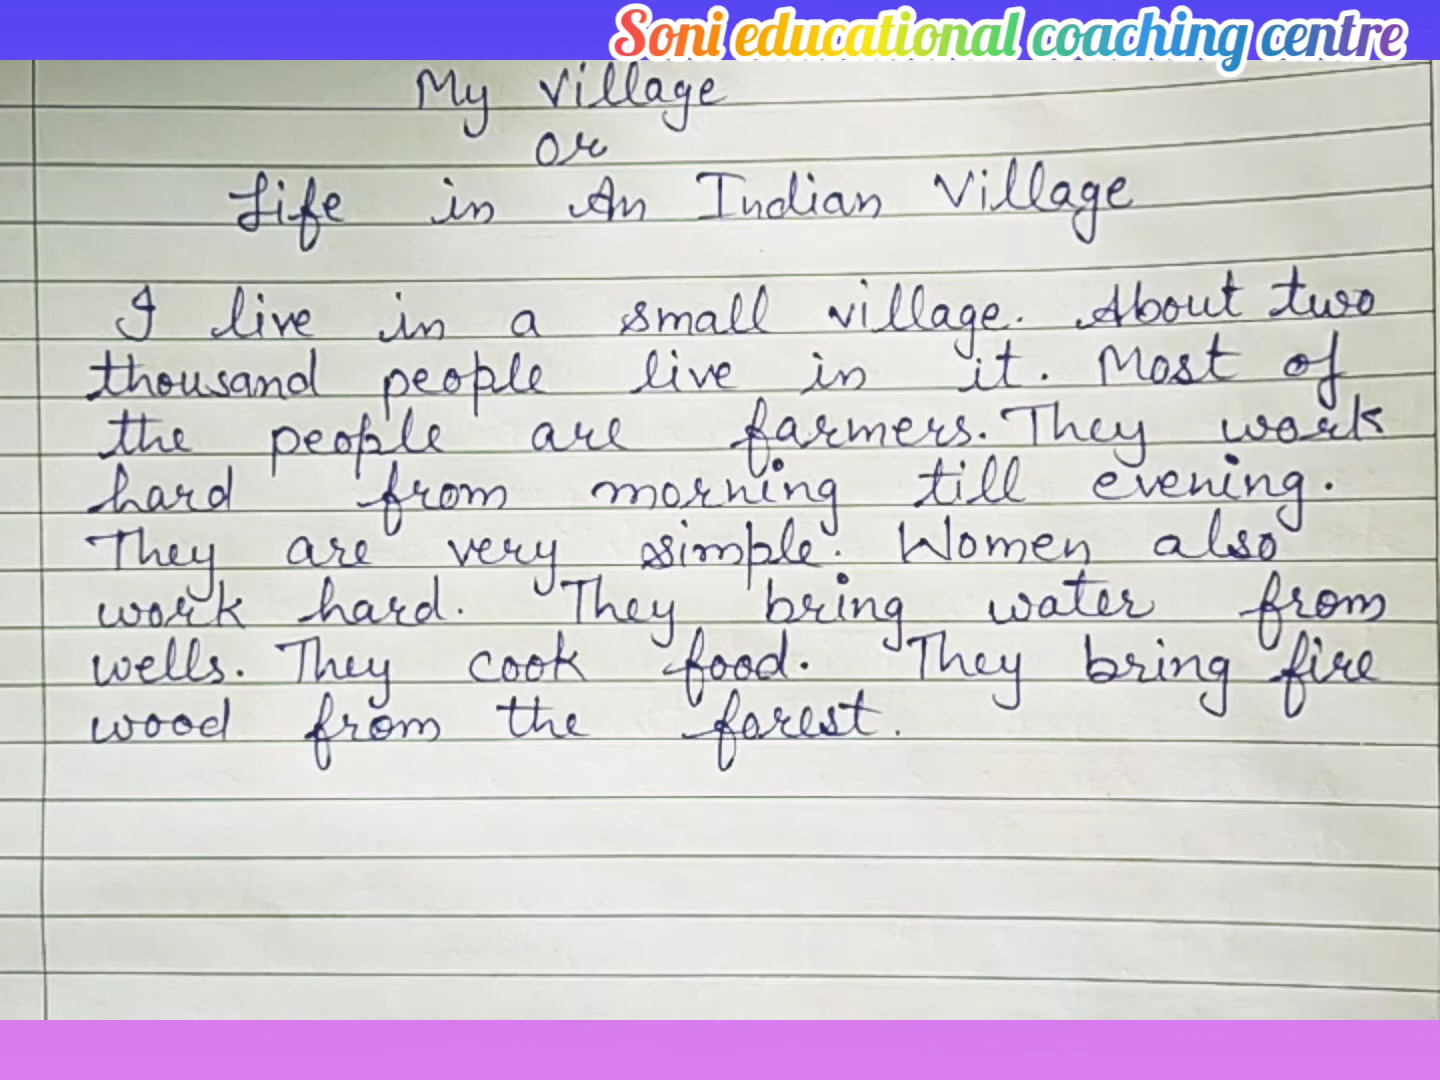 Soni educational coaching centre
My Village
Or
Life in An Indian Village
I live in a small village. About two
thousand people live in it. Most of
the people are farmers. They work
hard from morning till evening.
They are very simple. Women also
work hard. They bring water from
wells. They cook food. They bring fire
wood from the forest.